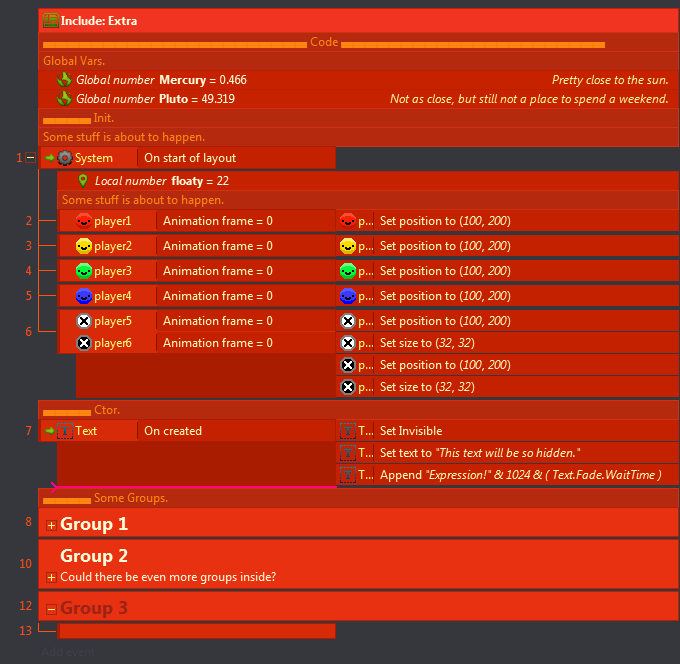 Include: Extra
Code
Global Vars.
Global number Mercury = 0.466 Pretty close to the sun.
Global number Pluto = 49.319 Not as close, but still not a place to spend a weekend.
Init.
Some stuff is about to happen.
1 System On start of layout
Local number floaty = 22
Some stuff is about to happen.
2 player1 Animation frame = 0 p... Set position to (100, 200)
3 player2 Animation frame = 0 p... Set position to (100, 200)
4 player3 Animation frame = 0 p... Set position to (100, 200)
5 player4 Animation frame = 0 p... Set position to (100, 200)
player5 Animation frame = 0 p... Set position to (100, 200)
6 player6 Animation frame = 0 p... Set size to (32, 32)
p... Set position to (100, 200)
p... Set size to (32, 32)
Ctor.
7 Text On created T... Set Invisible
T... Set text to "This text will be so hidden."
T... Append "Expression!" & 1024 & ( Text.Fade.WaitTime )
Some Groups.
8 Group 1
Group 2
10 Could there be even more groups inside?
12 Group 3
13
Add event